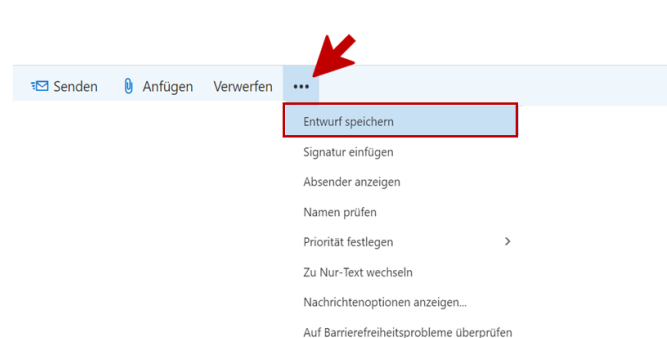 Senden Anfügen Verwerfen •••
Entwurf speichern
Signatur einfügen
Absender anzeigen
Namen prüfen
Priorität festlegen
Zu Nur-Text wechseln
Nachrichtenoptionen anzeigen...
Auf Barrierefreiheitsprobleme überprüfen